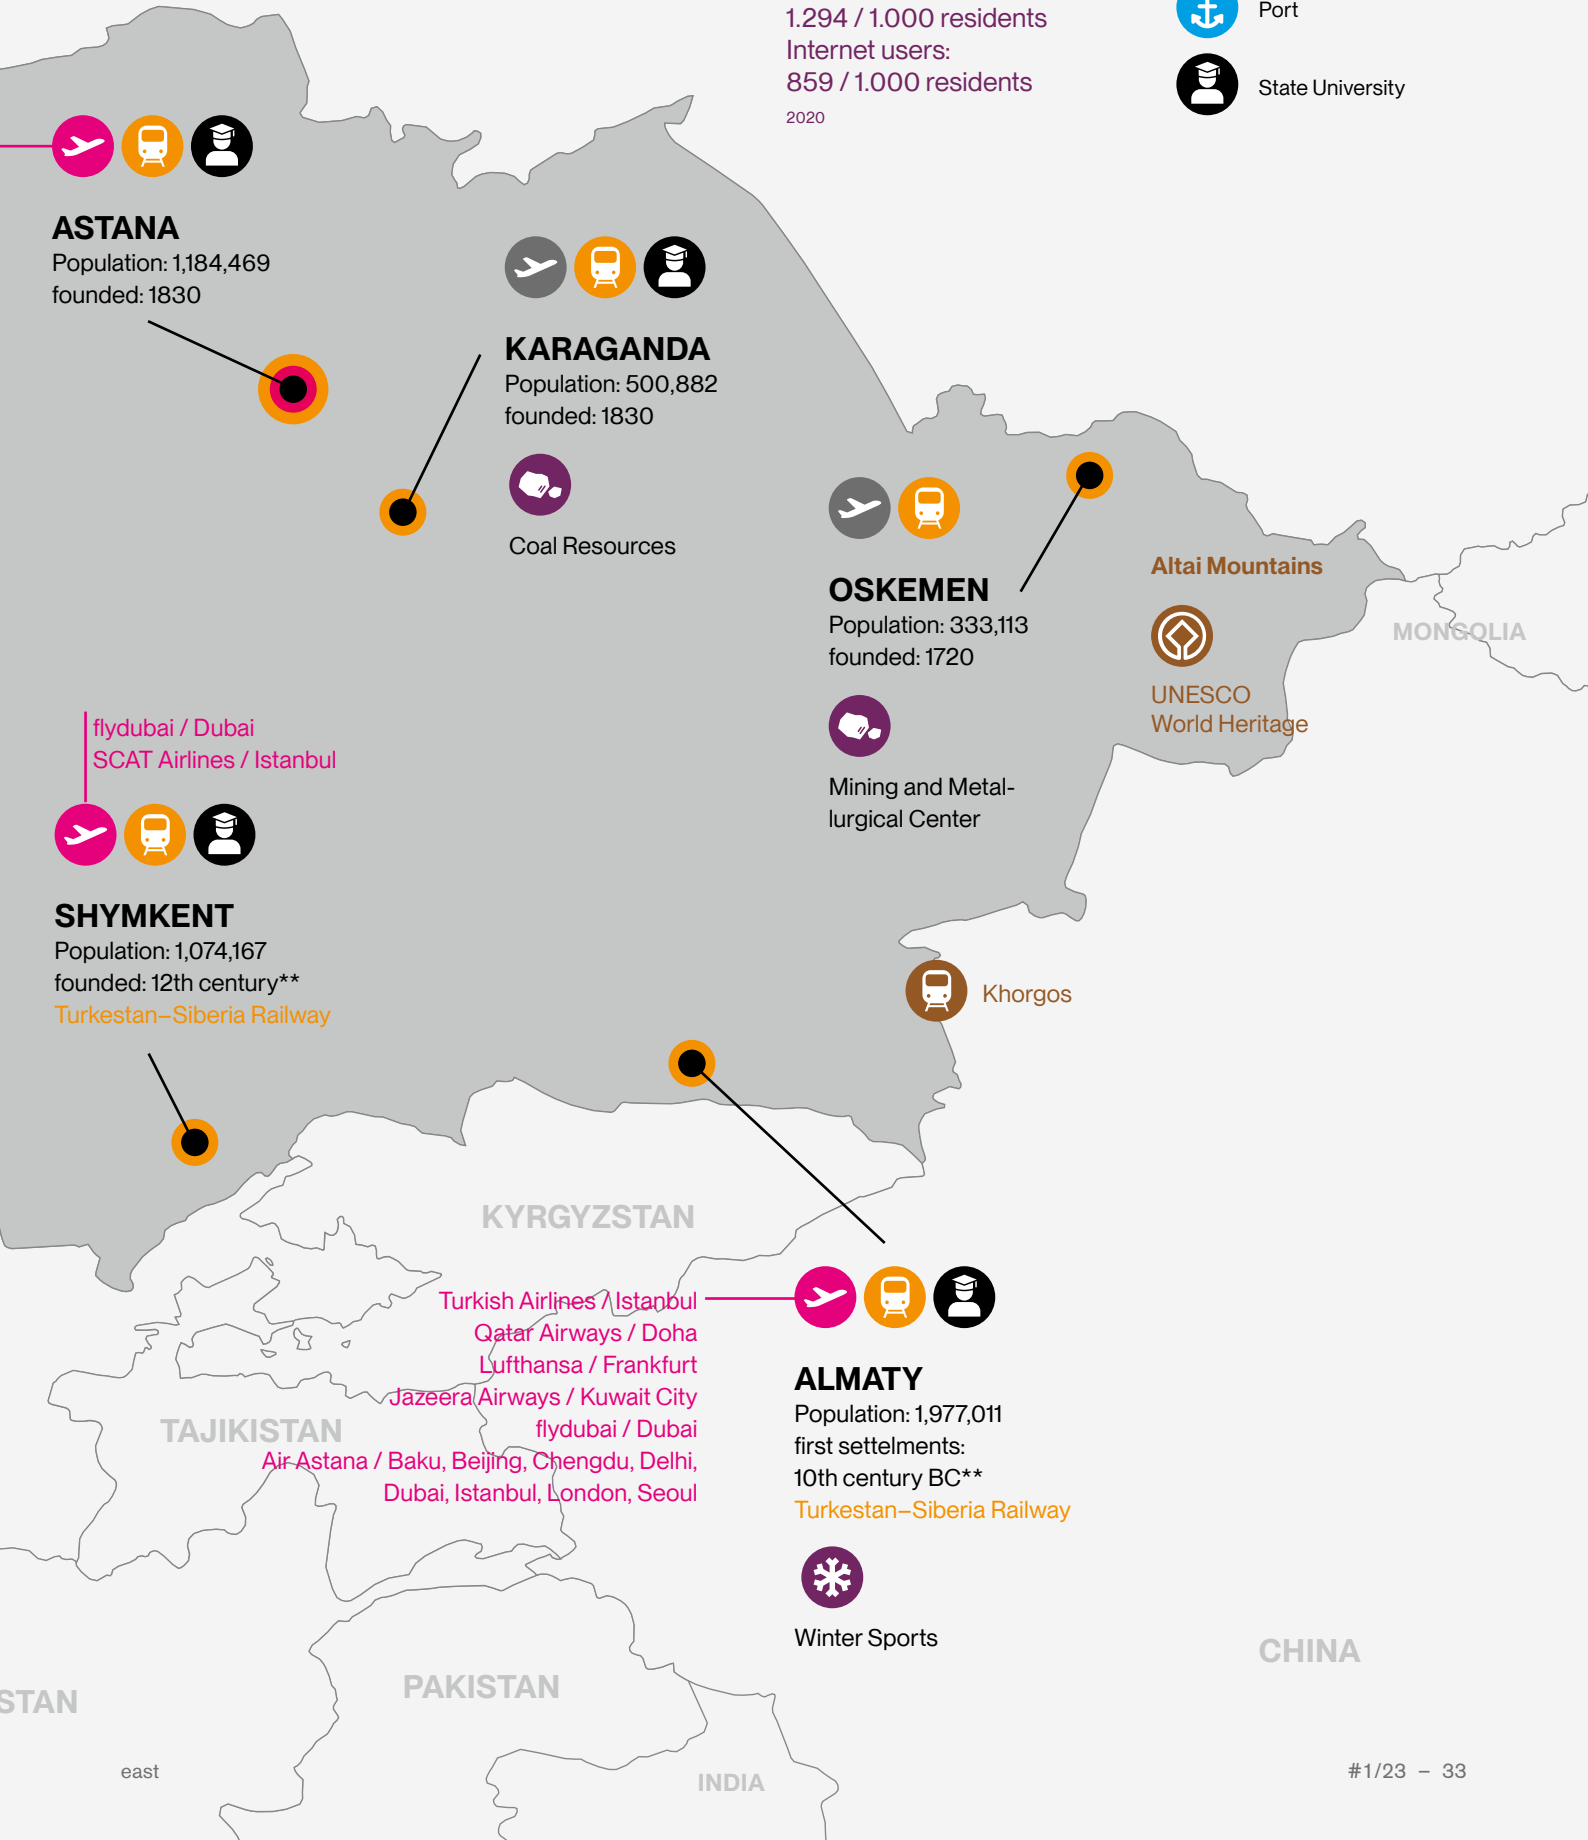 1.294 / 1.000 residents
Internet users:
859 / 1.000 residents
2020
Port
State University
ASTANA
Population: 1,184,469
founded: 1830
KARAGANDA
Population: 500,882
founded: 1830
Coal Resources
OSKEMEN
Population: 333,113
founded: 1720
Mining and Metal-
lurgical Center
Altai Mountains
UNESCO
World Heritage
MONGOLIA
flydubai / Dubai
SCAT Airlines / Istanbul
SHYMKENT
Population: 1,074,167
founded: 12th century**
Turkestan–Siberia Railway
Khorgos
KYRGYZSTAN
Turkish Airlines / Istanbul
Qatar Airways / Doha
Lufthansa / Frankfurt
Jazeera Airways / Kuwait City
flydubai / Dubai
Air Astana / Baku, Beijing, Chengdu, Delhi,
Dubai, Istanbul, London, Seoul
TAJIKISTAN
ALMATY
Population: 1,977,011
first settelments:
10th century BC**
Turkestan–Siberia Railway
Winter Sports
CHINA
PAKISTAN
STAN
INDIA
east
#1/23 – 33